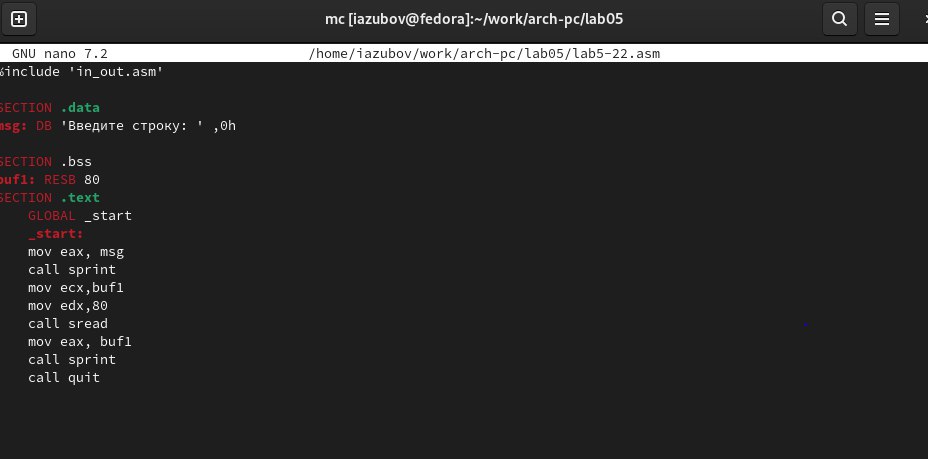 mc [iazubov@fedora]:~/work/arch-pc/lab05
GNU nano 7.2 /home/iazubov/work/arch-pc/lab05/lab5-22.asm
%include 'in_out.asm'
SECTION .data
msg: DB 'Введите строку: ' ,0h
SECTION .bss
buf1: RESB 80
SECTION .text
GLOBAL _start
_start:
mov eax, msg
call sprint
mov ecx,buf1
mov edx,80
call sread
mov eax, buf1
call sprint
call quit